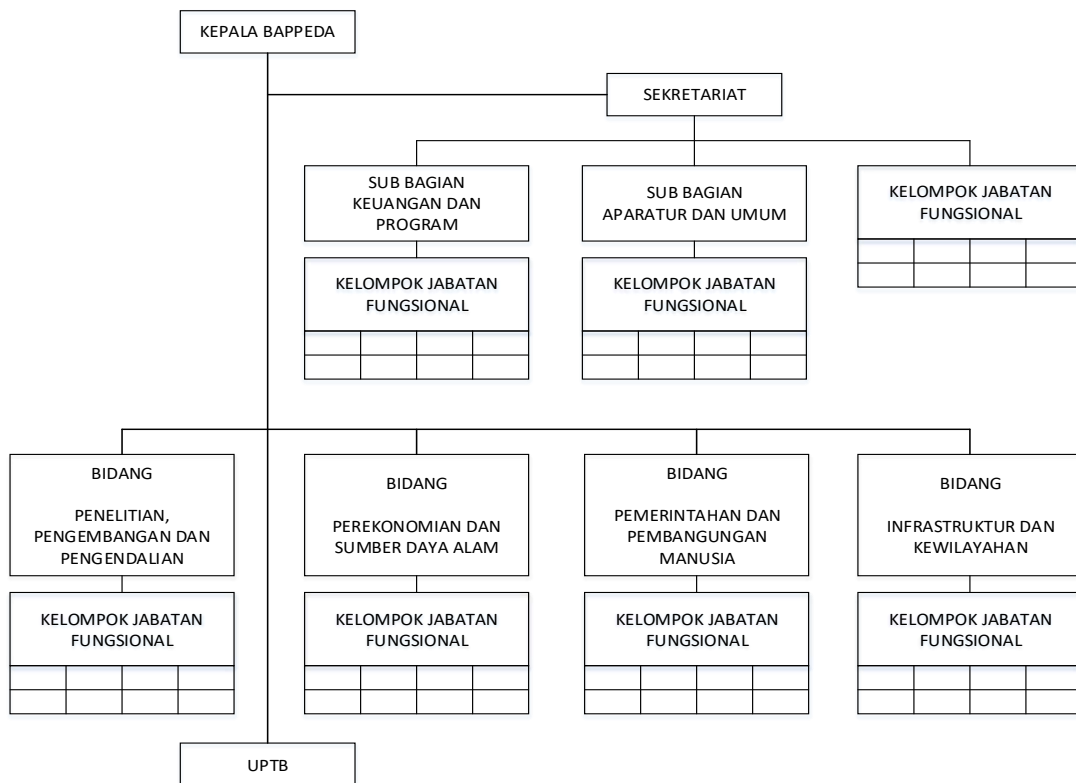 KEPALA BAPPEDA
SEKRETARIAT
SUB BAGIAN
KEUANGAN DAN
PROGRAM
SUB BAGIAN
APARATUR DAN UMUM
KELOMPOK JABATAN
FUNGSIONAL
KELOMPOK JABATAN
FUNGSIONAL
KELOMPOK JABATAN
FUNGSIONAL
BIDANG
PENELITIAN,
PENGEMBANGAN DAN
PENGENDALIAN
BIDANG
PEREKONOMIAN DAN
SUMBER DAYA ALAM
BIDANG
PEMERINTAHAN DAN
PEMBANGUNGAN
MANUSIA
BIDANG
INFRASTRUKTUR DAN
KEWILAYAHAN
KELOMPOK JABATAN
FUNGSIONAL
KELOMPOK JABATAN
FUNGSIONAL
KELOMPOK JABATAN
FUNGSIONAL
KELOMPOK JABATAN
FUNGSIONAL
UPTB